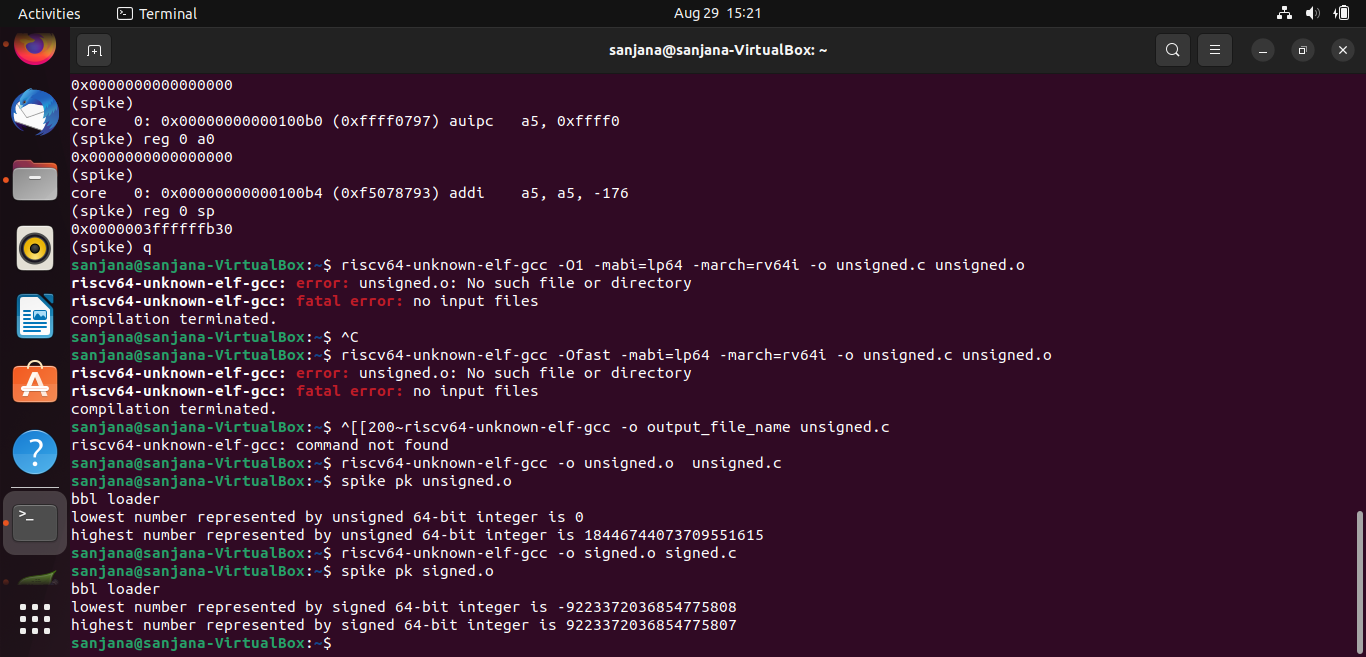 Activities
Terminal
Aug 29 15:21
sanjana@sanjana-VirtualBox: ~
0x0000000000000000
(spike)
core   0: 0x00000000000100b0 (0xffff0797) auipc   a5, 0xffff0
(spike) reg 0 a0
0x0000000000000000
(spike)
core   0: 0x00000000000100b4 (0xf5078793) addi    a5, a5, -176
(spike) reg 0 sp
0x0000003ffffffb30
(spike) q
sanjana@sanjana-VirtualBox:~$ riscv64-unknown-elf-gcc -O1 -mabi=lp64 -march=rv64i -o unsigned.c unsigned.o
riscv64-unknown-elf-gcc: error: unsigned.o: No such file or directory
riscv64-unknown-elf-gcc: fatal error: no input files
compilation terminated.
sanjana@sanjana-VirtualBox:~$ ^C
sanjana@sanjana-VirtualBox:~$ riscv64-unknown-elf-gcc -Ofast -mabi=lp64 -march=rv64i -o unsigned.c unsigned.o
riscv64-unknown-elf-gcc: error: unsigned.o: No such file or directory
riscv64-unknown-elf-gcc: fatal error: no input files
compilation terminated.
sanjana@sanjana-VirtualBox:~$ ^[[200~riscv64-unknown-elf-gcc -o output_file_name unsigned.c
riscv64-unknown-elf-gcc: command not found
sanjana@sanjana-VirtualBox:~$ riscv64-unknown-elf-gcc -o unsigned.o  unsigned.c
sanjana@sanjana-VirtualBox:~$ spike pk unsigned.o
bbl loader
lowest number represented by unsigned 64-bit integer is 0
highest number represented by unsigned 64-bit integer is 18446744073709551615
sanjana@sanjana-VirtualBox:~$ riscv64-unknown-elf-gcc -o signed.o signed.c
sanjana@sanjana-VirtualBox:~$ spike pk signed.o
bbl loader
lowest number represented by signed 64-bit integer is -9223372036854775808
highest number represented by signed 64-bit integer is 9223372036854775807
sanjana@sanjana-VirtualBox:~$